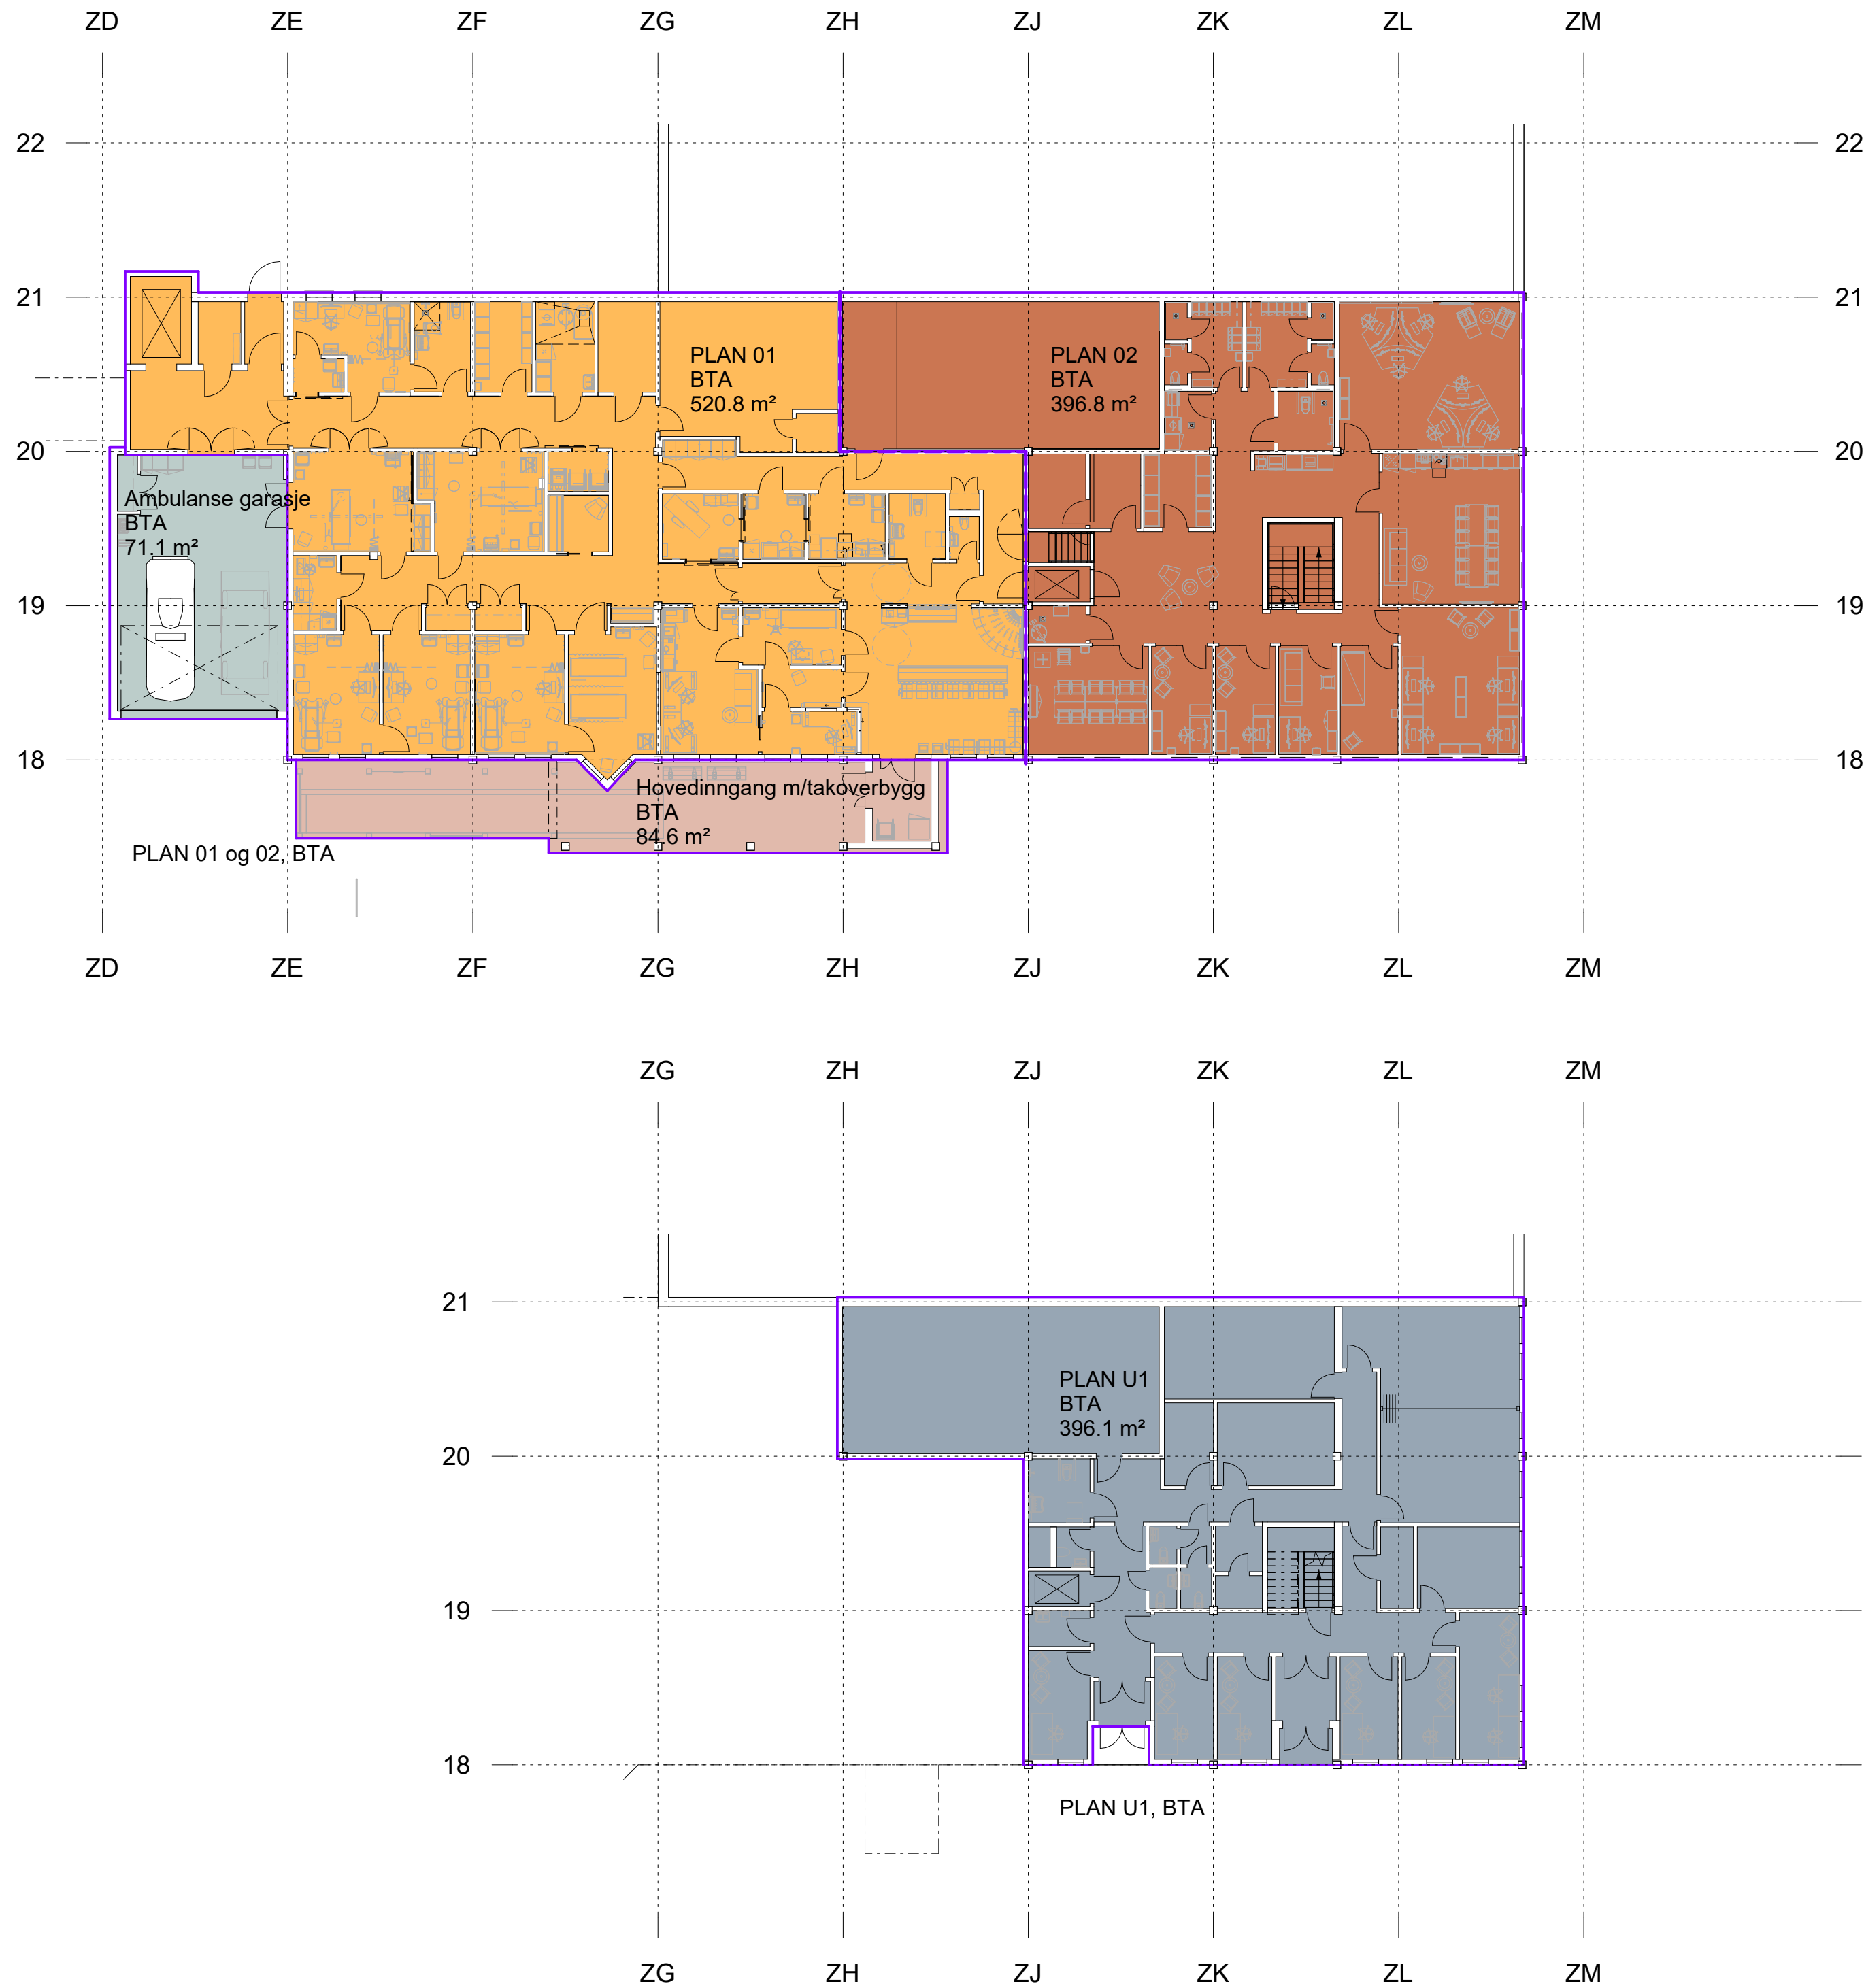 ZD ZE ZF ZG ZH ZJ ZK ZL ZM
22 22
21 21
PLAN 01
BTA
520.8 m²
PLAN 02
BTA
396.8 m²
20 20
Ambulanse garasje
BTA
71.1 m²
19 19
18 18
Hovedinngang m/takoverbygg
BTA
84.6 m²
PLAN 01 og 02, BTA
ZD ZE ZF ZG ZH ZJ ZK ZL ZM
ZG ZH ZJ ZK ZL ZM
21
PLAN U1
BTA
396.1 m²
20
19
18
PLAN U1, BTA
ZG ZH ZJ ZK ZL ZM